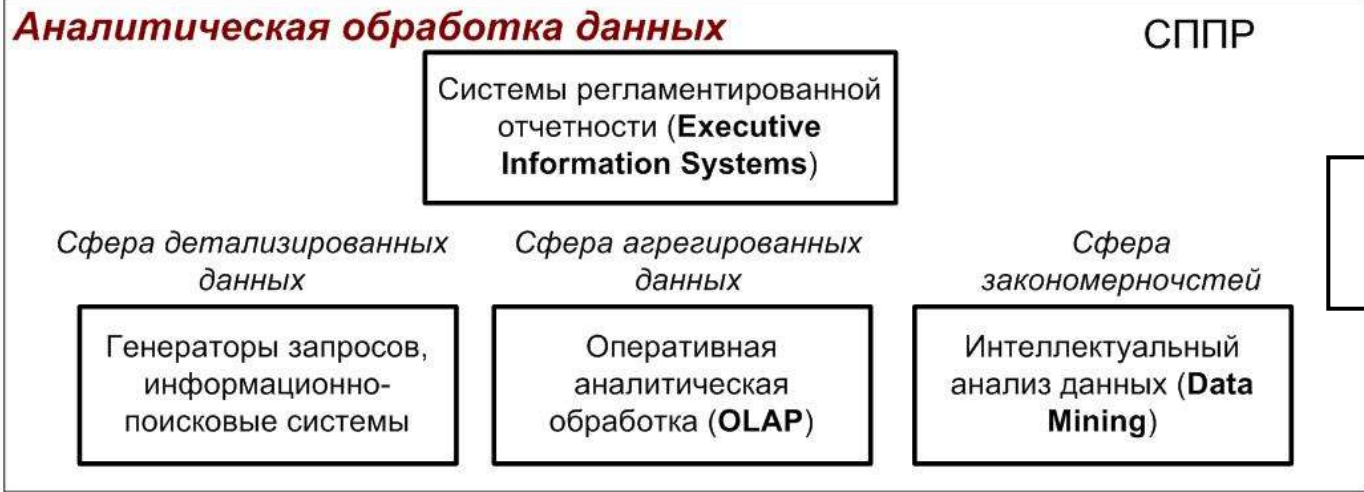 Аналитическая обработка данных
СППР
Системы регламентированной
отчетности (Executive
Information Systems)
Сфера детализированных
данных
Сфера агрегированных
данных
Сфера
закономерночстей
Генераторы запросов,
информационно-
поисковые системы
Оперативная
аналитическая
обработка (OLAP)
Интеллектуальный
анализ данных (Data
Mining)